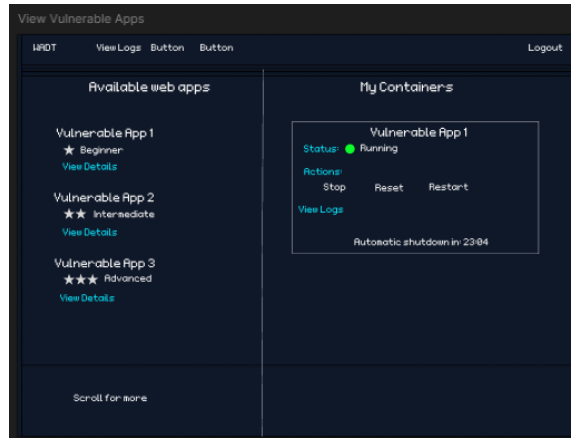 View Vulnerable Apps
WADT View Logs Button Button Logout
Available web apps
Vulnerable App 1
Beginner
View Details
Vulnerable App 2
Intermediate
View Details
Vulnerable App 3
Advanced
View Details
Scroll for more
My Containers
Vulnerable App 1
Status: Running
Actions:
Stop Reset Restart
View Logs
Automatic shutdown in: 23:04